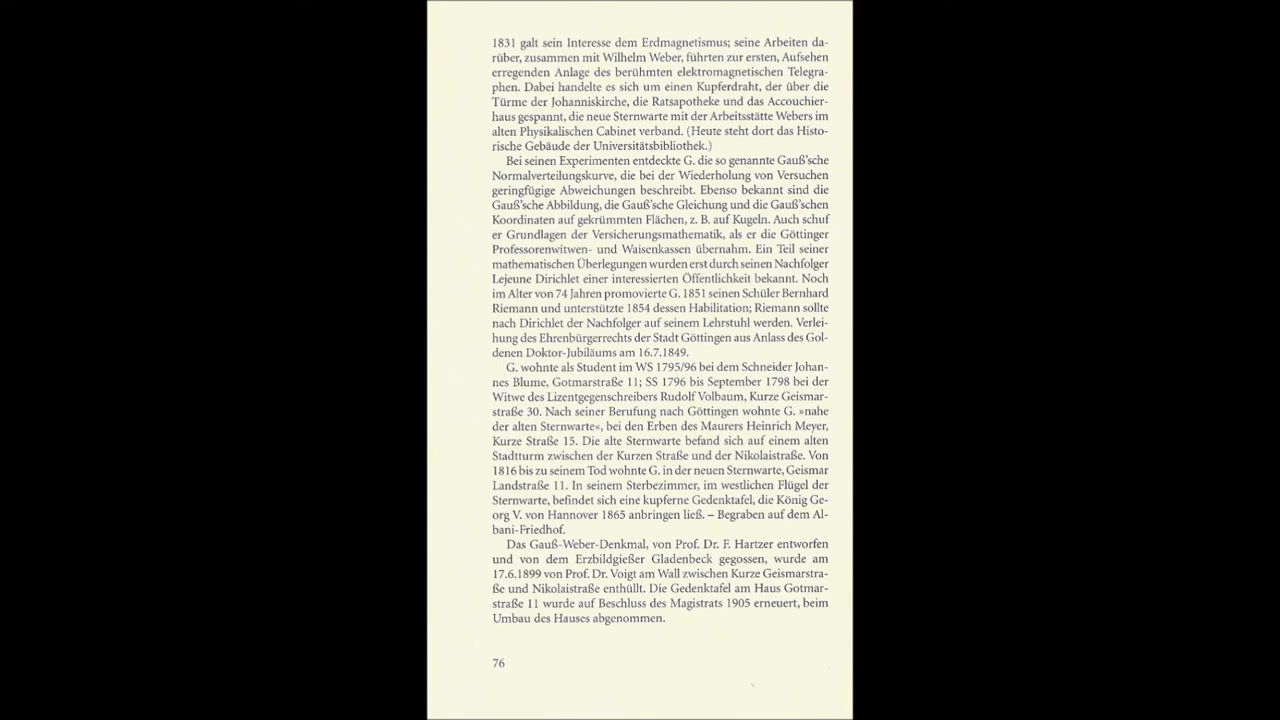 1831 galt sein Interesse dem Erdmagnetismus; seine Arbeiten da-
rüber, zusammen mit Wilhelm Weber, führten zur ersten, Aufsehen
erregenden Anlage des berühmten elektromagnetischen Telegra-
phen. Dabei handelte es sich um einen Kupferdraht, der über die
Türme der Johanniskirche, die Ratsapotheke und das Accouchier-
haus gespannt, die neue Sternwarte mit der Arbeitsstätte Webers im
alten Physikalischen Cabinet verband. (Heute steht dort das Histo-
rische Gebäude der Universitätsbibliothek.)
Bei seinen Experimenten entdeckte G. die so genannte Gauß'sche
Normalverteilungskurve, die bei der Wiederholung von Versuchen
geringfügige Abweichungen beschreibt. Ebenso bekannt sind die
Gauß'sche Abbildung, die Gauß'sche Gleichung und die Gauß'schen
Koordinaten auf gekrümmten Flächen, z. B. auf Kugeln. Auch schuf
er Grundlagen der Versicherungsmathematik, als er die Göttinger
Professorenwitwen- und Waisenkassen übernahm. Ein Teil seiner
mathematischen Überlegungen wurden erst durch seinen Nachfolger
Lejeune Dirichlet einer interessierten Öffentlichkeit bekannt. Noch
im Alter von 74 Jahren promovierte G. 1851 seinen Schüler Bernhard
Riemann und unterstützte 1854 dessen Habilitation; Riemann sollte
nach Dirichlet der Nachfolger auf seinem Lehrstuhl werden. Verlei-
hung des Ehrenbürgerrechts der Stadt Göttingen aus Anlass des Gol-
denen Doktor-Jubiläums am 16.7.1849.
G. wohnte als Student im WS 1795/96 bei dem Schneider Johan-
nes Blume, Gotmarstraße 11; SS 1796 bis September 1798 bei der
Witwe des Lizentgegenschreibers Rudolf Volbaum, Kurze Geismar-
straße 30. Nach seiner Berufung nach Göttingen wohnte G. »nahe
der alten Sternwarte«, bei den Erben des Maurers Heinrich Meyer,
Kurze Straße 15. Die alte Sternwarte befand sich auf einem alten
Stadtturm zwischen der Kurzen Straße und der Nikolaistraße. Von
1816 bis zu seinem Tod wohnte G. in der neuen Sternwarte, Geismar
Landstraße 11. In seinem Sterbezimmer, im westlichen Flügel der
Sternwarte, befindet sich eine kupferne Gedenktafel, die König Ge-
org V. von Hannover 1865 anbringen ließ. – Begraben auf dem Al-
bani-Friedhof.
Das Gauß-Weber-Denkmal, von Prof. Dr. F. Hartzer entworfen
und von dem Erzbildgießer Gladenbeck gegossen, wurde am
17.6.1899 von Prof. Dr. Voigt am Wall zwischen Kurze Geismarstra-
ße und Nikolaistraße enthüllt. Die Gedenktafel am Haus Gotmar-
straße 11 wurde auf Beschluss des Magistrats 1905 erneuert, beim
Umbau des Hauses abgenommen.
76